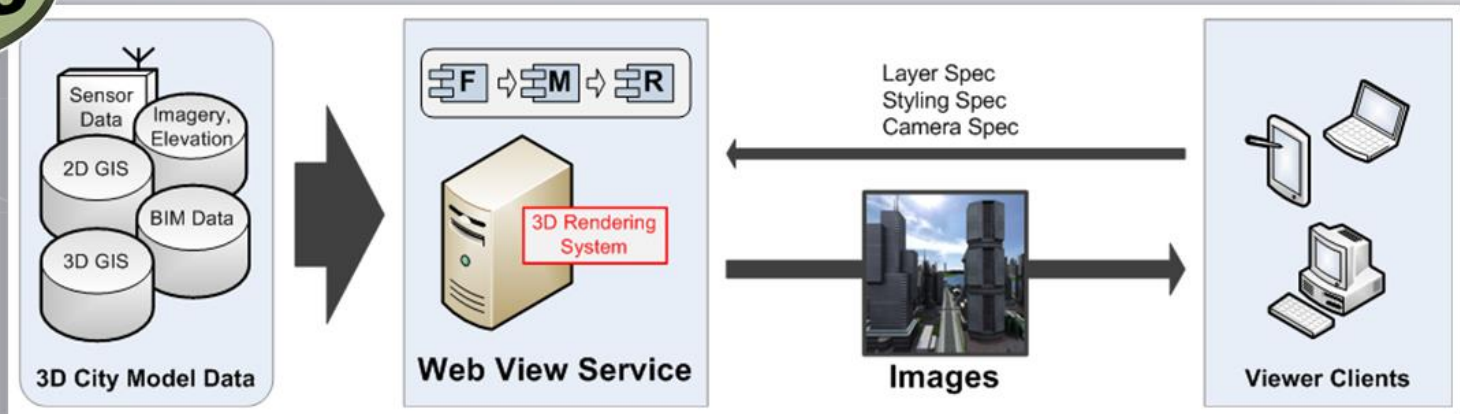 Sensor
Data
Imagery,
Elevation
2D GIS
BIM Data
3D GIS
3D City Model Data
F
M
R
3D Rendering
System
Web View Service
Layer Spec
Styling Spec
Camera Spec
Images
Viewer Clients